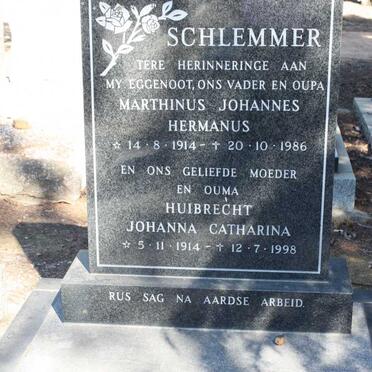 SCHLEMMER
TERE HERINNERINGE AAN
MY EGGENOOT, ONS VADER EN OUPA
MARTHINUS JOHANNES
HERMANUS
☆ 14·8·1914 – ✝ 20·10·1986
EN ONS GELIEFDE MOEDER
EN OUMA
HUIBRECHT
JOHANNA CATHARINA
☆ 5·11·1914 – ✝ 12·7·1998
RUS SAG NA AARDSE ARBEID.